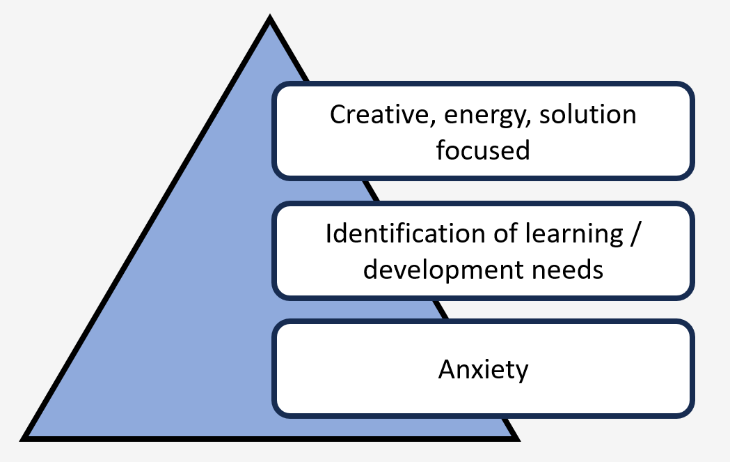 Creative, energy, solution
focused
Identification of learning /
development needs
Anxiety